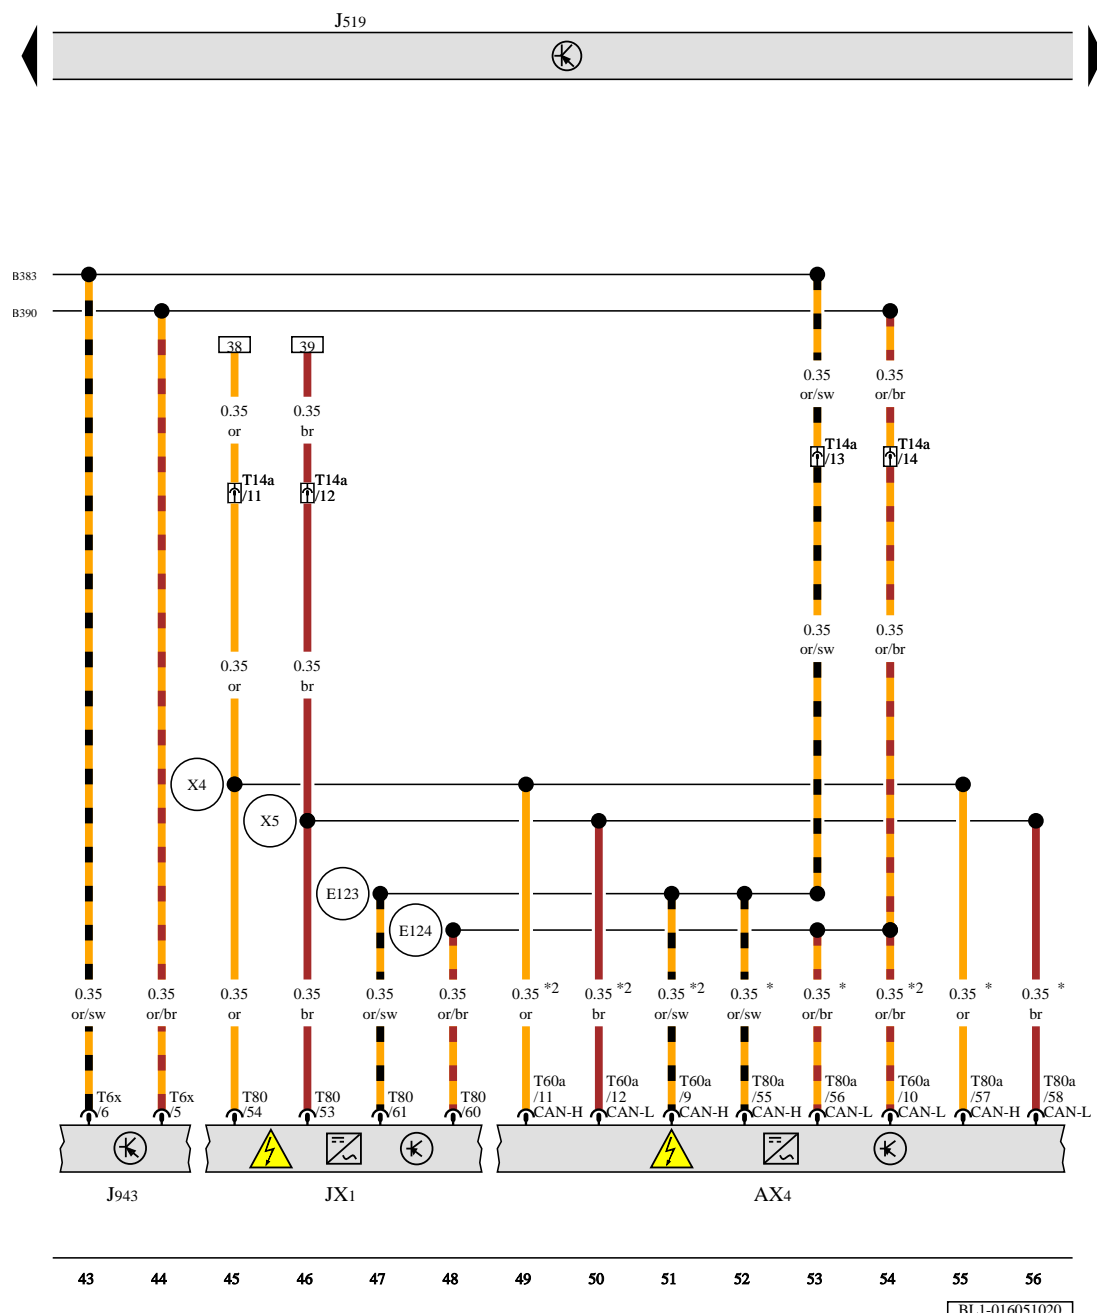 J519
B383
B390
38 39
0.35 0.35 0.35 0.35
or br or/sw or/br
T14a T14a
/13 /14
T14a T14a
/11 /12
0.35 0.35 0.35 0.35
or br or/sw or/br
X4
X5
E123
E124
0.35 0.35 0.35 0.35 0.35 0.35 0.35 *2 0.35 *2 0.35 *2 0.35 * 0.35 * 0.35 *2 0.35 * 0.35 *
or/sw or/br or br or/sw or/br or br or/sw or/sw or/br or/br or br
T60a T60a T60a T80a T80a T60a T80a T80a
T6x T6x T80 T80 T80 T80 /11 /12 /9 /55 /56 /10 /57 /58
/6 /5 /54 /53 /61 /60 CAN-H CAN-L CAN-H CAN-H CAN-L CAN-L CAN-H CAN-L
J943 JX1 AX4
43 44 45 46 47 48 49 50 51 52 53 54 55 56
BL1-016051020